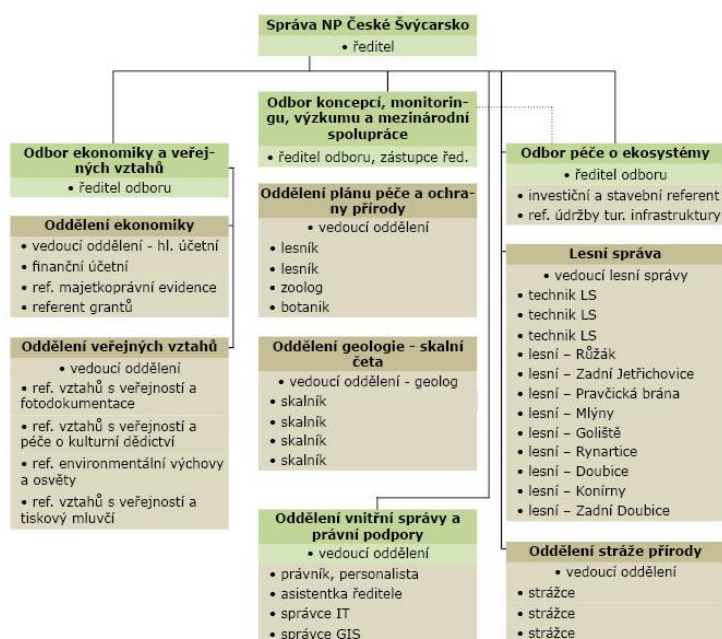 Správa NP České Švýcarsko
• ředitel
Odbor ekonomiky a veřej-
ných vztahů
• ředitel odboru
Oddělení ekonomiky
• vedoucí oddělení - hl. účetní
• finanční účetní
• ref. majetkoprávní evidence
• referent grantů
Oddělení veřejných vztahů
• vedoucí oddělení
• ref. vztahů s veřejností a
fotodokumentace
• ref. vztahů s veřejností a
péče o kulturní dědictví
• ref. environmentální výchovy
a osvěty
• ref. vztahů s veřejností a
tiskový mluvčí
Odbor koncepcí, monitorin-
gu, výzkumu a mezinárodní
spolupráce
• ředitel odboru, zástupce řed.
Oddělení plánu péče a ochra-
ny přírody
• vedoucí oddělení
• lesník
• lesník
• zoolog
• botanik
Oddělení geologie - skalní
četa
• vedoucí oddělení - geolog
• skalník
• skalník
• skalník
• skalník
Oddělení vnitřní správy a
právní podpory
• vedoucí oddělení
• právník, personalista
• asistentka ředitele
• správce IT
• správce GIS
Odbor péče o ekosystémy
• ředitel odboru
• investiční a stavební referent
• ref. údržby tur. infrastruktury
Lesní správa
• vedoucí lesní správy
• technik LS
• technik LS
• technik LS
• lesní – Růžák
• lesní – Zadní Jetřichovice
• lesní – Pravčická brána
• lesní – Mlýny
• lesní – Goliště
• lesní – Rynartice
• lesní – Doubice
• lesní – Konírny
• lesní – Zadní Doubice
Oddělení stráže přírody
• vedoucí oddělení
• strážce
• strážce
• strážce